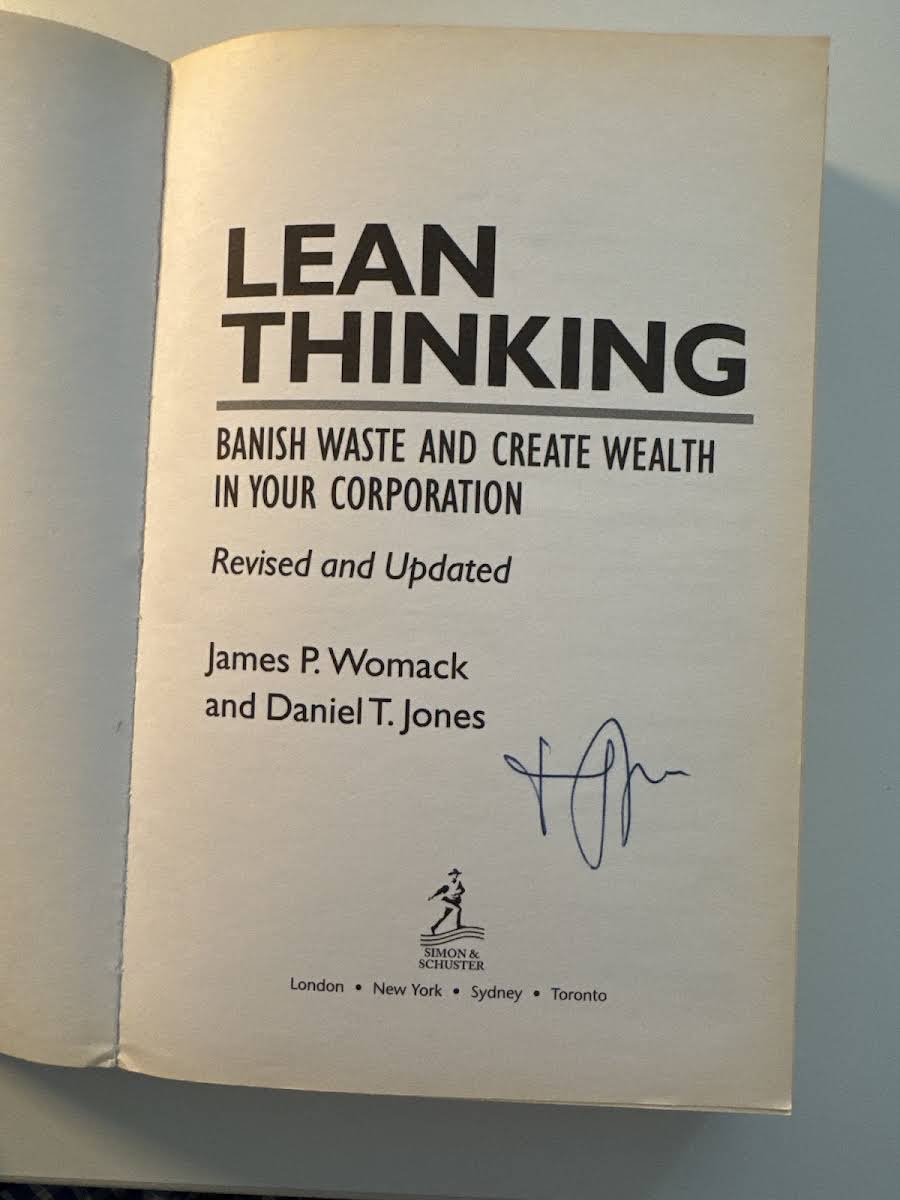 LEAN
THINKING
BANISH WASTE AND CREATE WEALTH
IN YOUR CORPORATION
Revised and Updated
James P. Womack
and Daniel T. Jones
SIMON &
SCHUSTER
London • New York • Sydney • Toronto